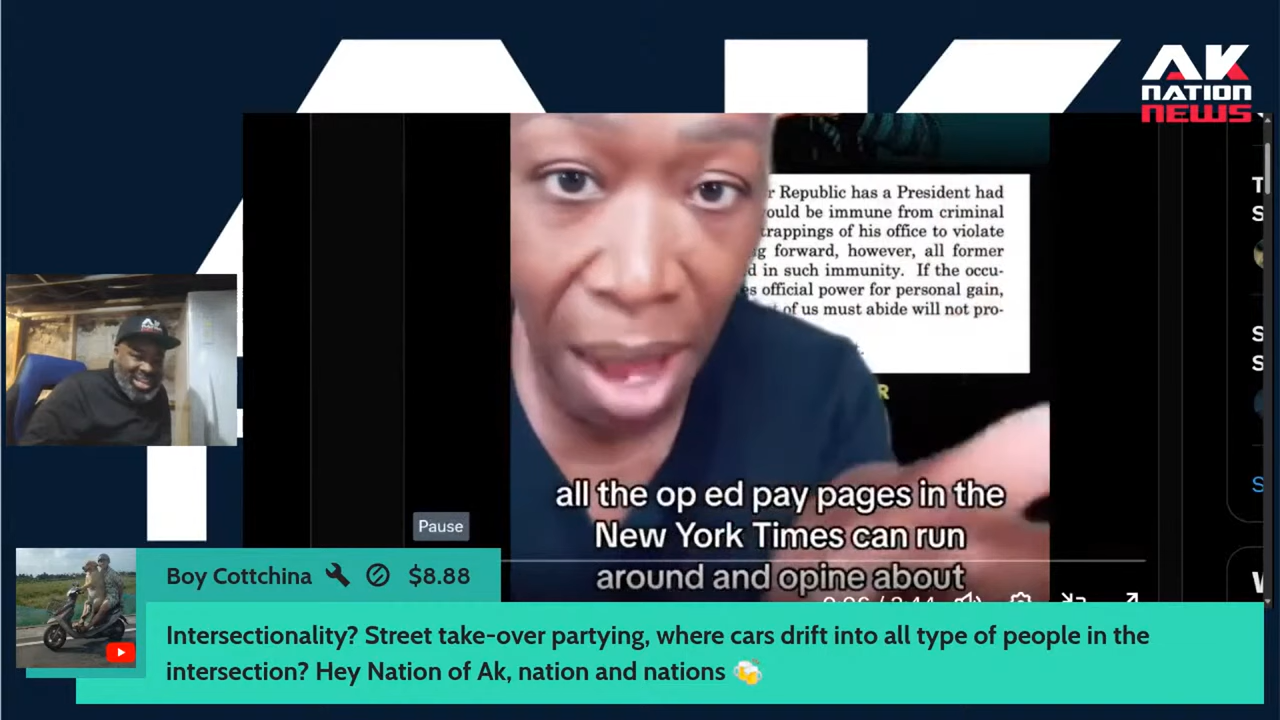 AK
NATION
NEWS
r Republic has a President had
ould be immune from criminal
trappings of his office to violate
g forward, however, all former
d in such immunity. If the occu-
es official power for personal gain,
of us must abide will not pro-
all the op ed pay pages in the
New York Times can run
around and opine about
Pause
Boy Cottchina $8.88
Intersectionality? Street take-over partying, where cars drift into all type of people in the
intersection? Hey Nation of Ak, nation and nations 🍻